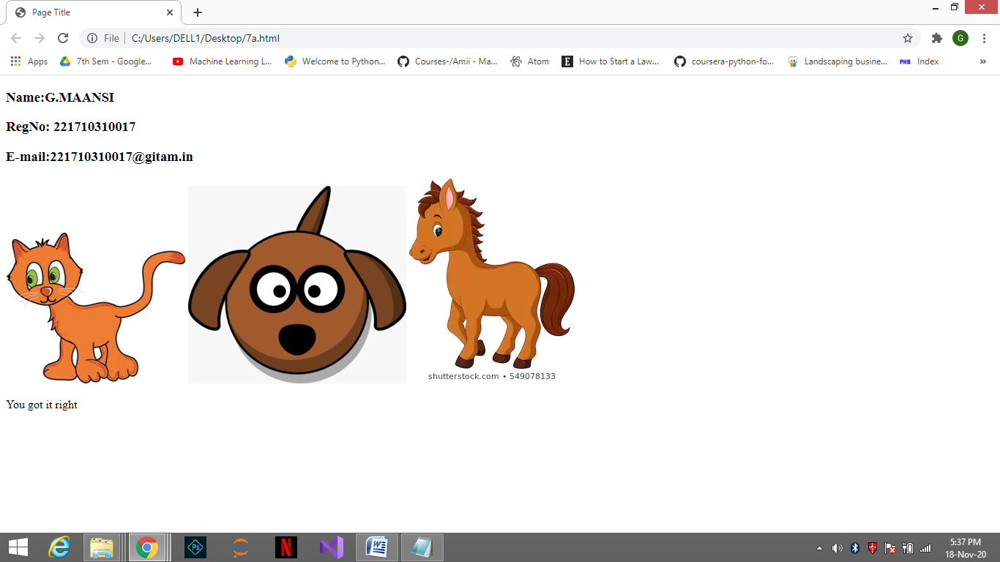 Page Title
File
C:/Users/DELL1/Desktop/7a.html
G
Apps
7th Sem - Google...
Machine Learning L...
Welcome to Python...
Courses-/Amii - Ma...
Atom
E
How to Start a Law...
coursera-python-fo...
Landscaping busine...
PHB
Index
Name:G.MAANSI
RegNo: 221710310017
E-mail:221710310017@gitam.in
shutterstock.com • 549078133
You got it right
Ps
N
W
5:37 PM
18-Nov-20